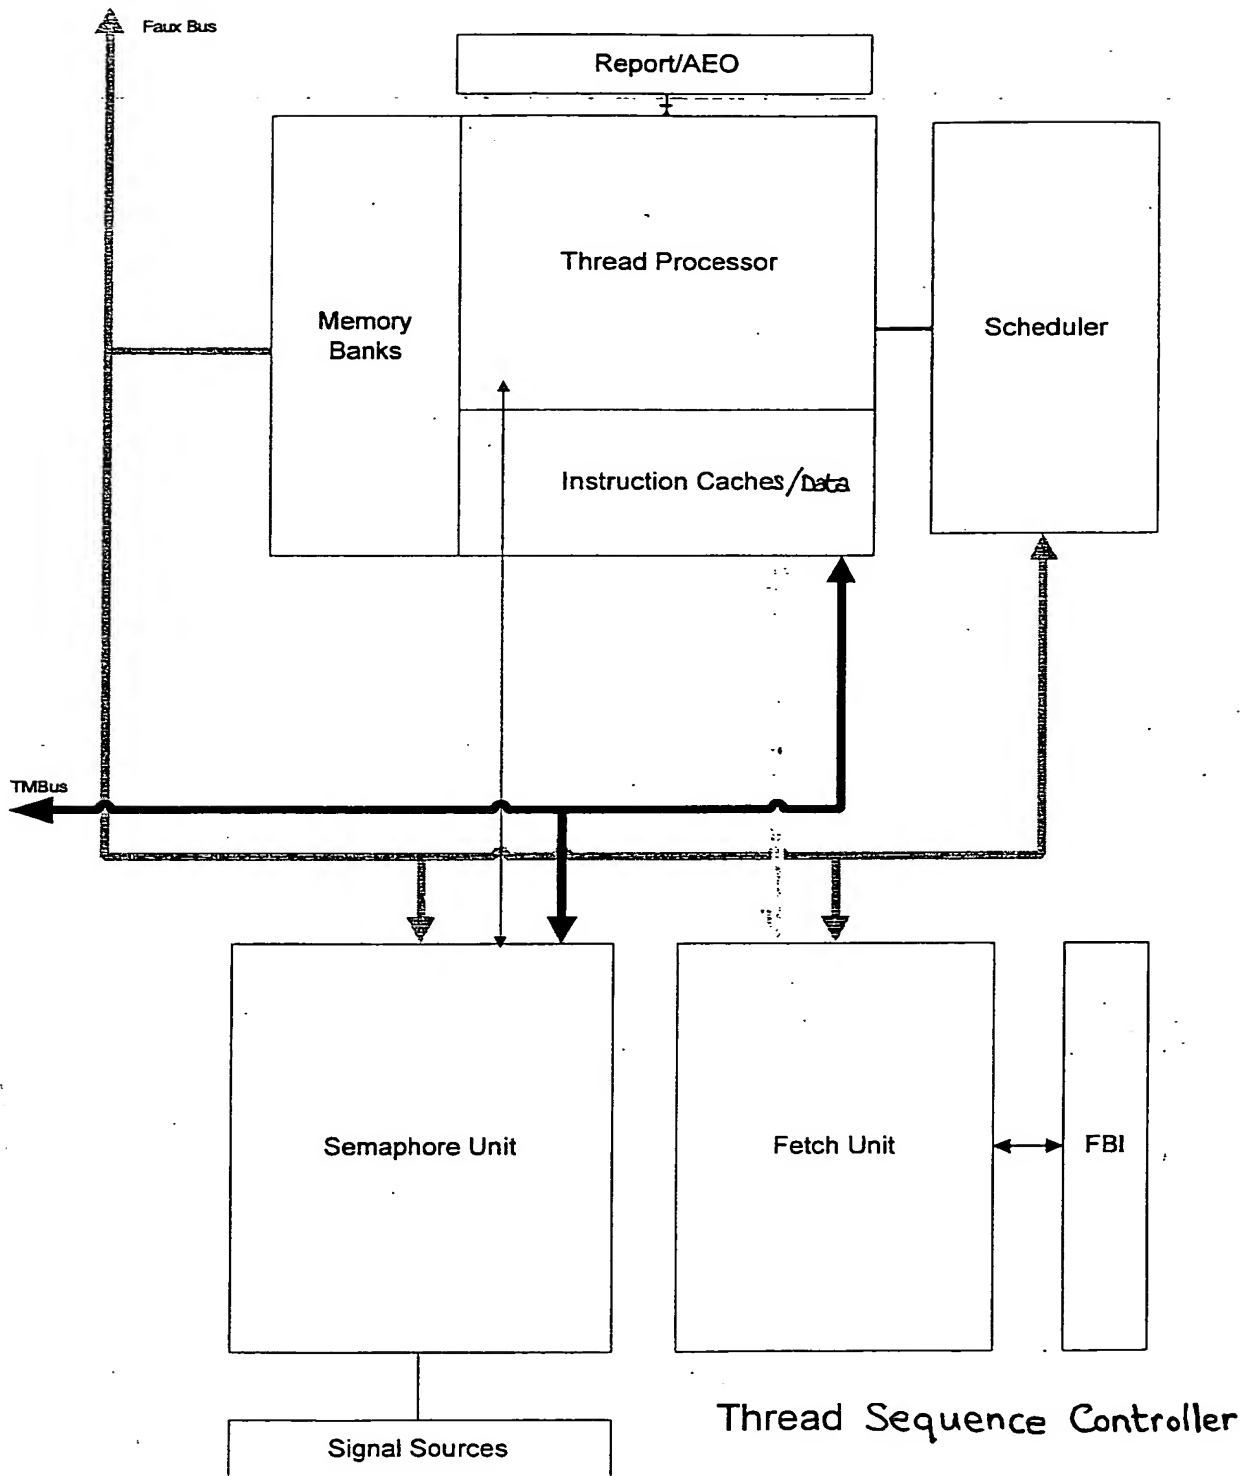 Faux Bus
Report/AEO
Thread Processor
Memory
Banks
Scheduler
Instruction Caches/Data
TMBus
Semaphore Unit
Fetch Unit
FBI
Signal Sources
Thread Sequence Controller